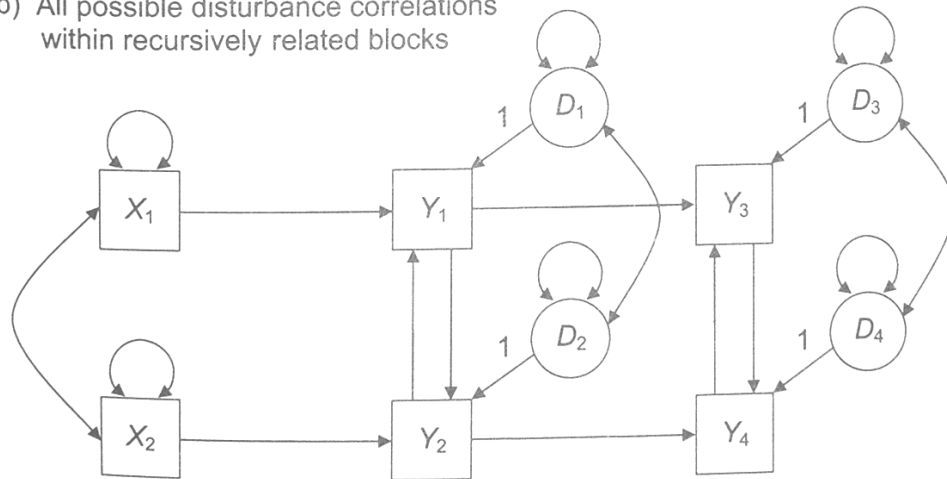 b) All possible disturbance correlations
within recursively related blocks
D1
D3
1
1
X1
Y1
Y3
D2
D4
1
1
X2
Y2
Y4